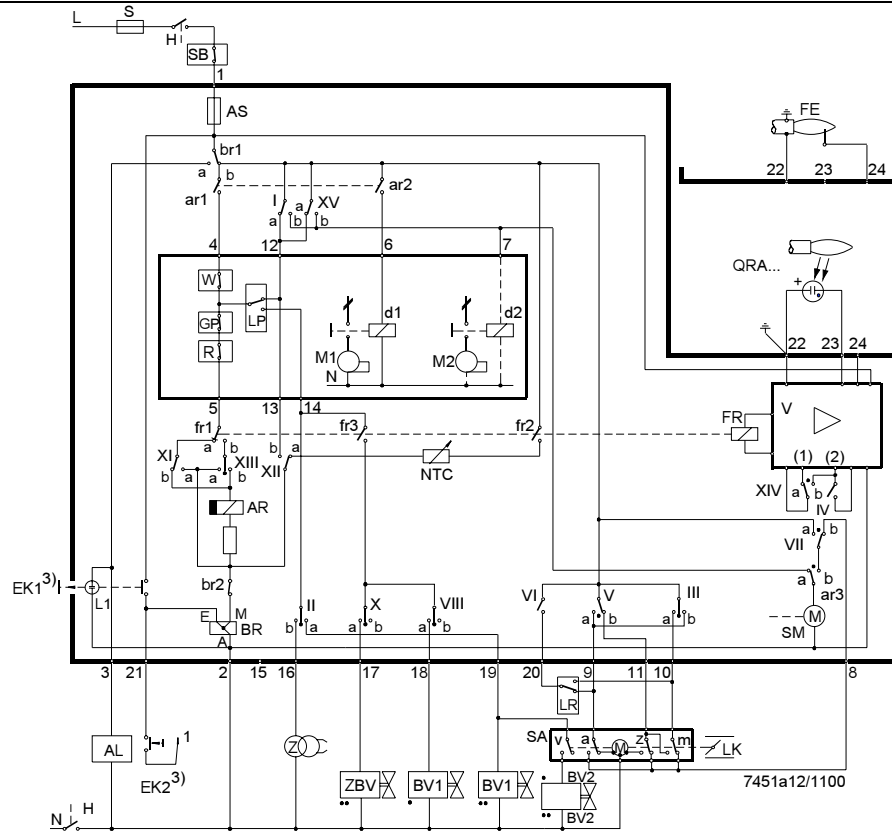 L S
H
SB
1
AS
FE
br1
22 23 24
a b
ar1 ar2
I a XV
a b b
4 12 6 7
QRA...
+
W
LP
GP
d1 d2
R
M1 M2
N
22 23 24
V
5 13 14
FR
fr1 fr3 fr2
b a
XI b XIII XII
b a a b
NTC
(1) (2)
XIV a b IV
AR
a b
VII
EK1³⁾
L1
br2
a b
ar3
VI V III
II X VIII
M
SM
E M
BR
A
b a a b a b a b a b
3 21 2 15 16 17 18 19 20 9 11 10 8
LR
SA v a M z m
LK
AL
1
Z
EK2³⁾
ZBV BV1 BV1 BV2
BV2
7451a12/1100
N H